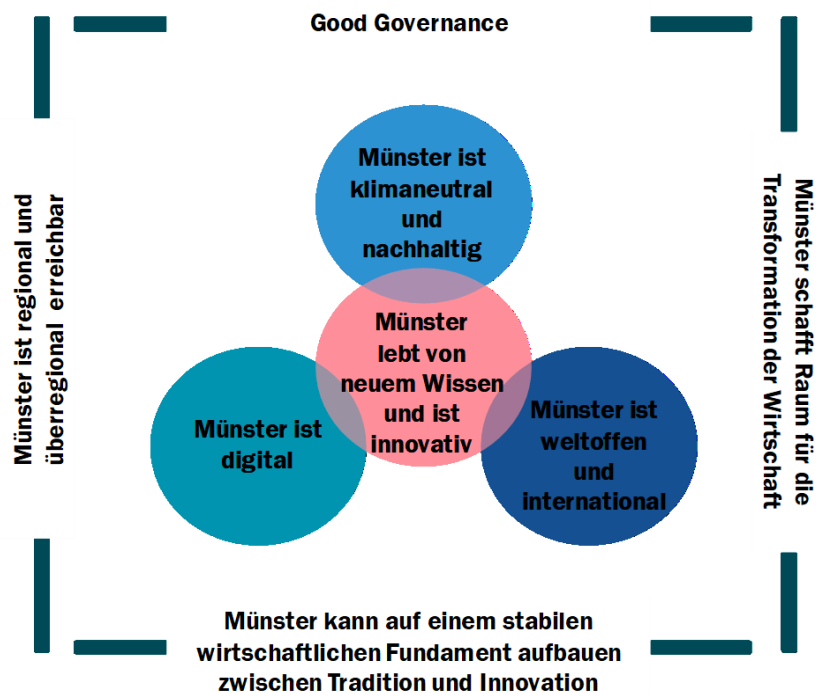 Good Governance
Münster ist regional und
überregional erreichbar
Münster ist
klimaneutral
und
nachhaltig
Münster
lebt von
neuem Wissen
und ist
innovativ
Münster ist
digital
Münster ist
weltoffen
und
international
Münster schafft Raum für die
Transformation der Wirtschaft
Münster kann auf einem stabilen
wirtschaftlichen Fundament aufbauen
zwischen Tradition und Innovation